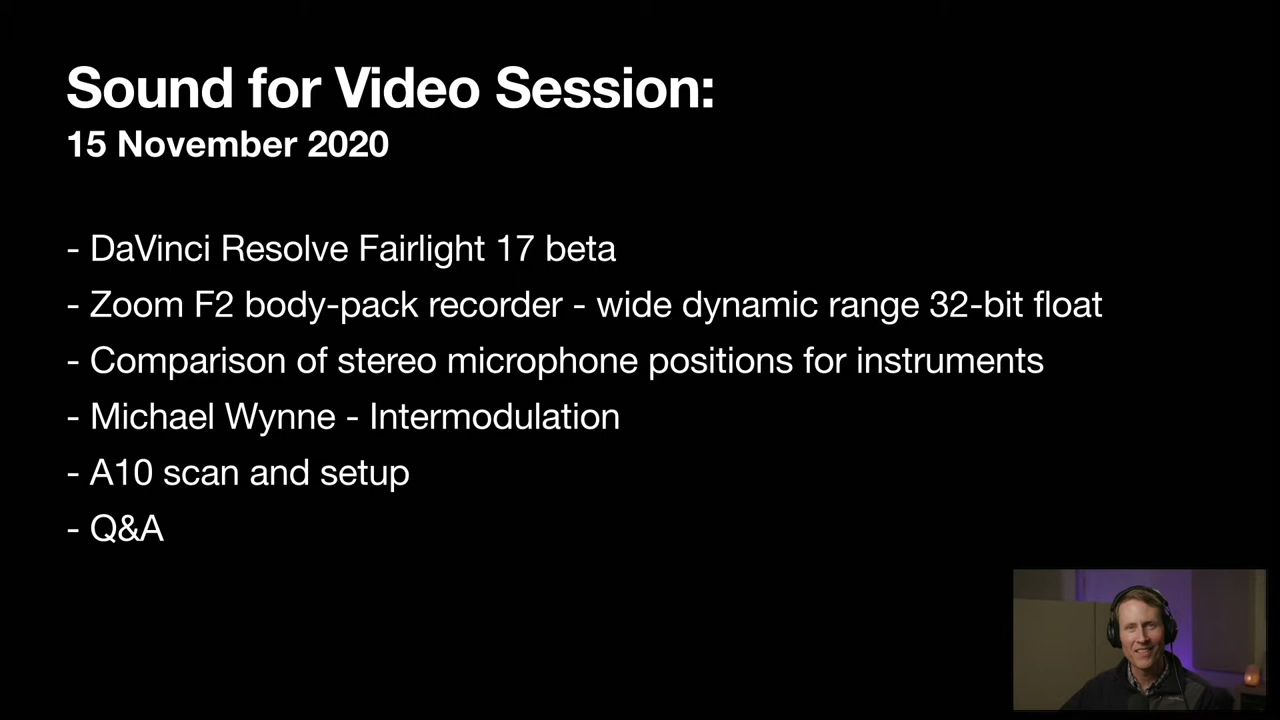 Sound for Video Session:
15 November 2020
- DaVinci Resolve Fairlight 17 beta
- Zoom F2 body-pack recorder - wide dynamic range 32-bit float
- Comparison of stereo microphone positions for instruments
- Michael Wynne - Intermodulation
- A10 scan and setup
- Q&A